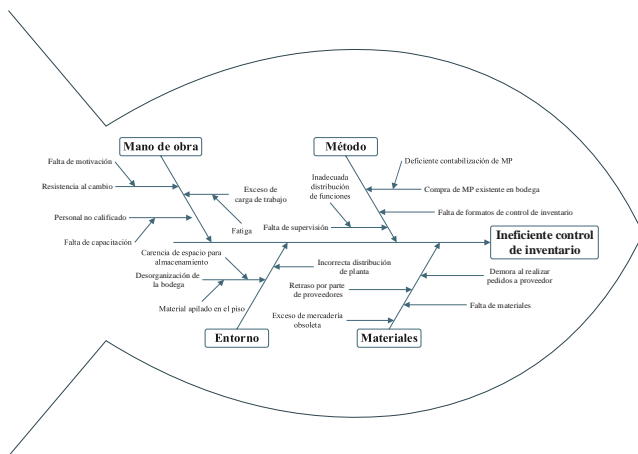 Mano de obra
Método
Falta de motivación
Resistencia al cambio
Exceso de
carga de trabajo
Personal no calificado
Fatiga
Falta de capacitación
Deficiente contabilización de MP
Inadecuada
distribución
de funciones
Compra de MP existente en bodega
Falta de formatos de control de inventario
Falta de supervisión
Ineficiente control
de inventario
Carencia de espacio para
almacenamiento
Incorrecta distribución
de planta
Desorganización de
la bodega
Material apilado en el piso
Demora al realizar
pedidos a proveedor
Retraso por parte
de proveedores
Falta de materiales
Exceso de mercadería
obsoleta
Entorno
Materiales